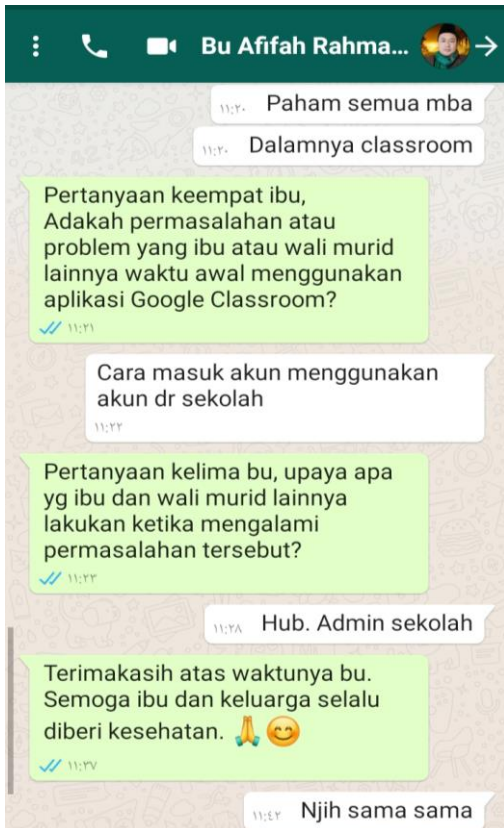 Bu Afifah Rahma...
Paham semua mba
١١:٢٠
Dalamnya classroom
١١:٢٠
Pertanyaan keempat ibu,
Adakah permasalahan atau
problem yang ibu atau wali murid
lainnya waktu awal menggunakan
aplikasi Google Classroom?
١١:٢١
Cara masuk akun menggunakan
akun dr sekolah
١١:٢٢
Pertanyaan kelima bu, upaya apa
yg ibu dan wali murid lainnya
lakukan ketika mengalami
permasalahan tersebut?
١١:٢٣
Hub. Admin sekolah
١١:٢٨
Terimakasih atas waktunya bu.
Semoga ibu dan keluarga selalu
diberi kesehatan. 🙏😊
١١:٣٧
Njih sama sama
١١:٤٢